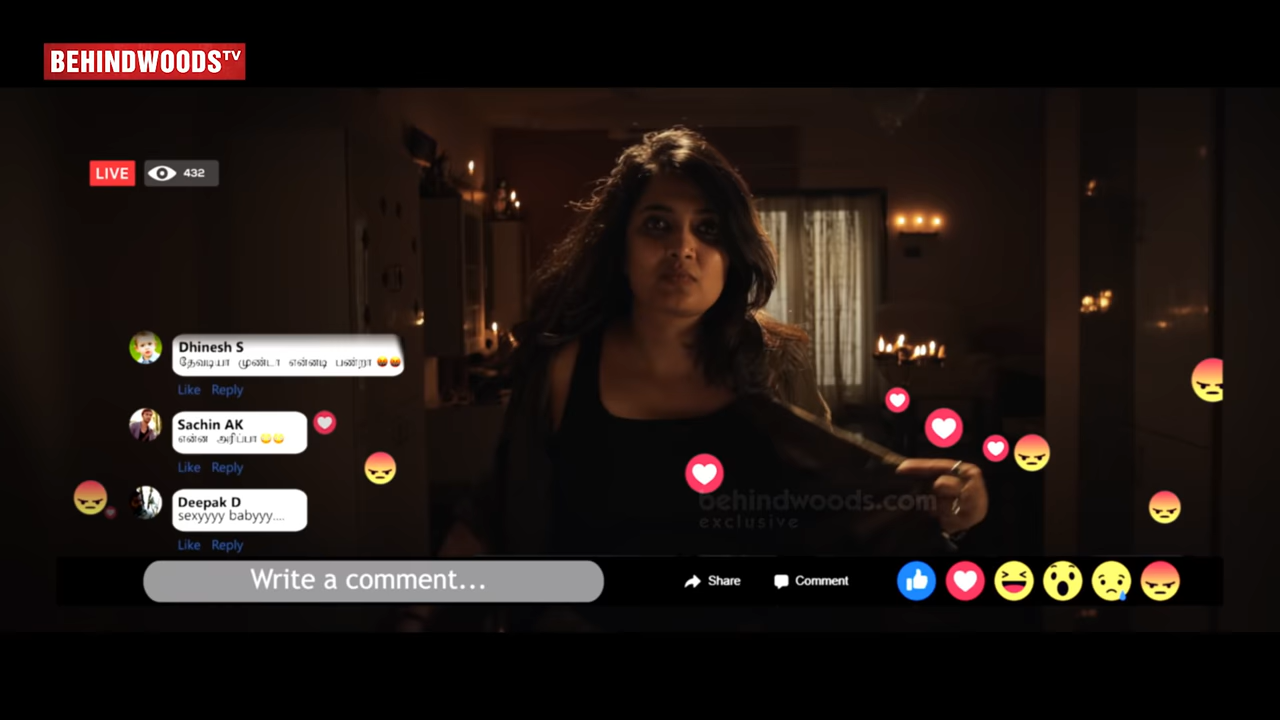 BEHINDWOODS TV
LIVE
432
Dhinesh S
தேவடியா முண்டா என்னடி பண்றா
Like Reply
Sachin AK
என்ன அரிப்பா
Like Reply
Deepak D
sexyyyy babyyy....
Like Reply
behindwoods.com
exclusive
Write a comment...
Share
Comment